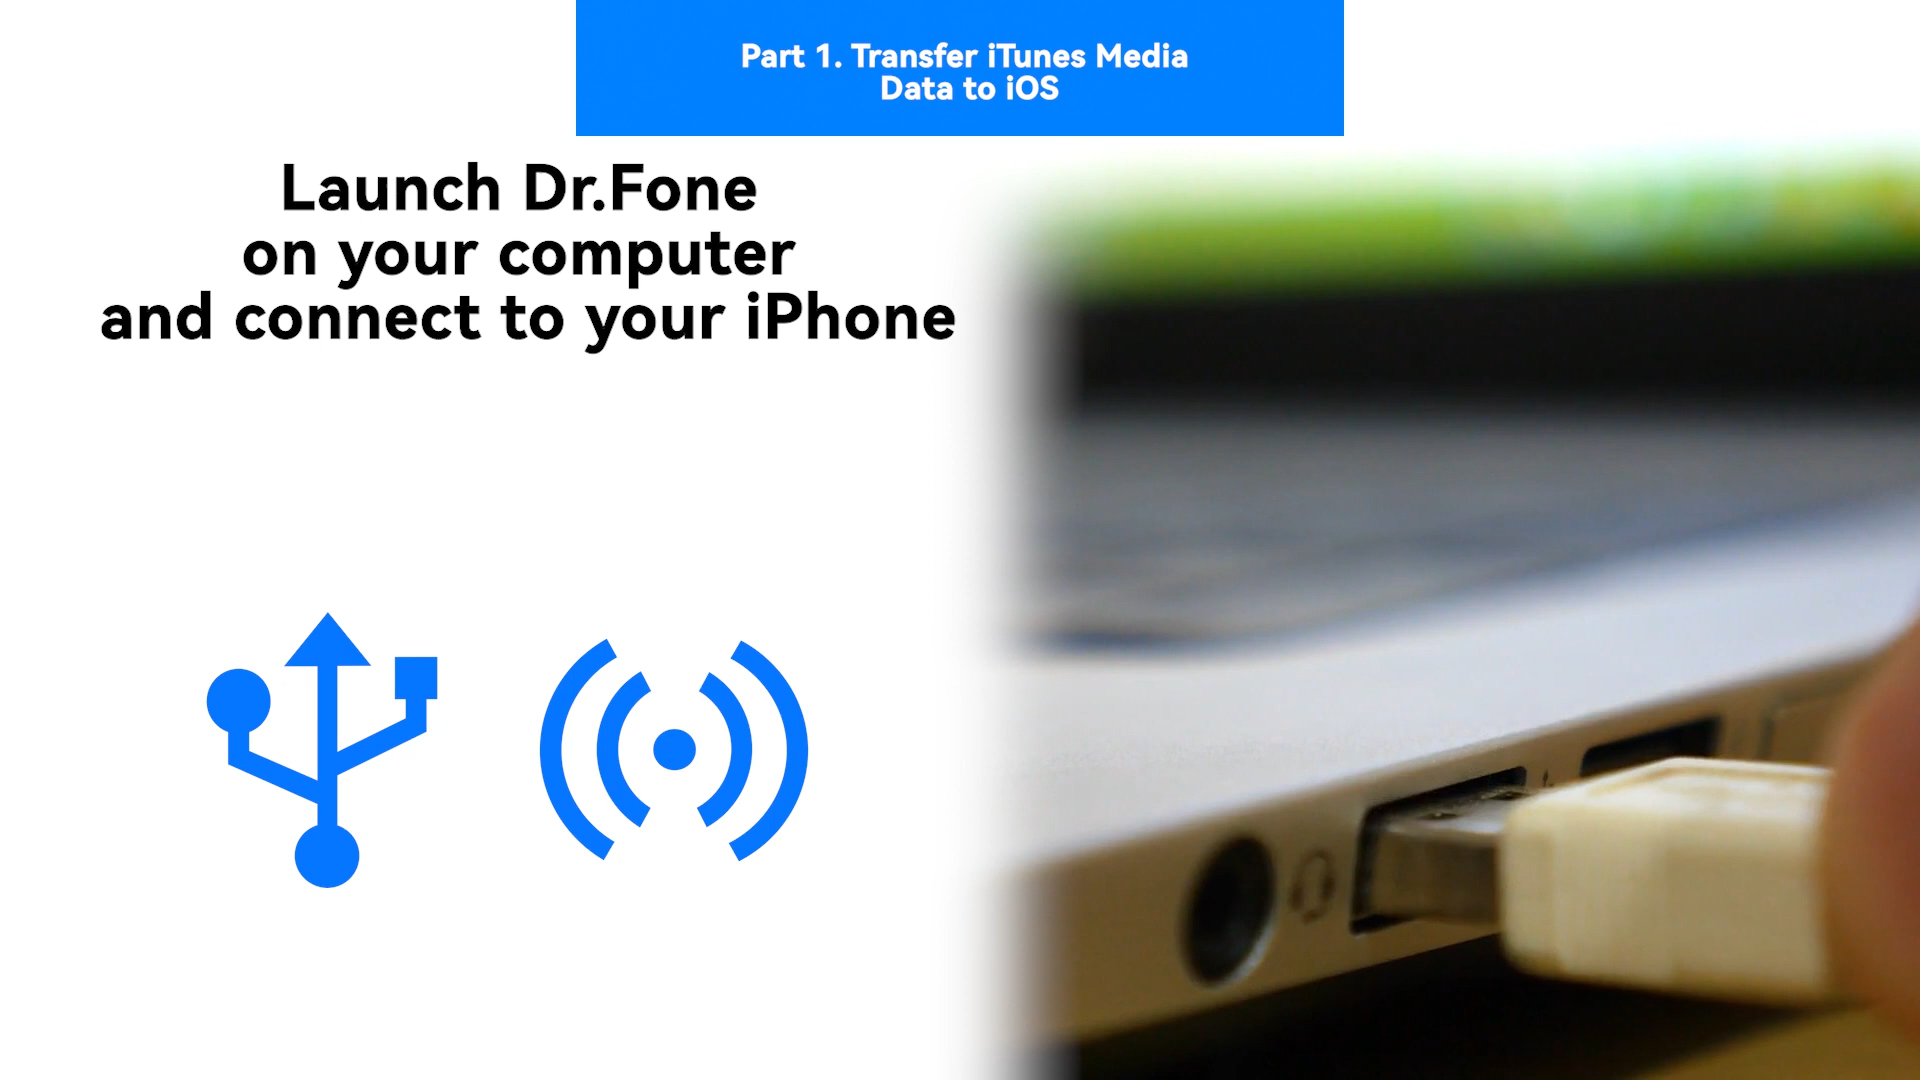 Part 1. Transfer iTunes Media
Data to iOS
Launch Dr.Fone
on your computer
and connect to your iPhone